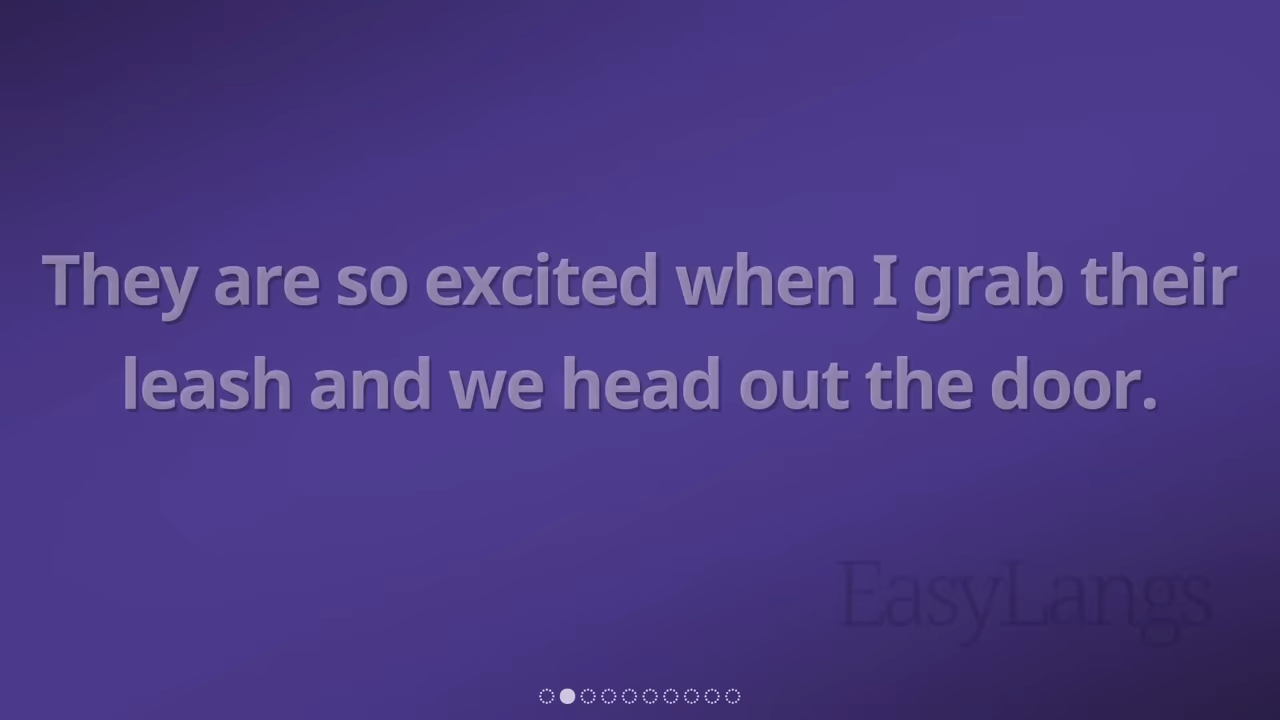 They are so excited when I grab their
leash and we head out the door.
EasyLangs